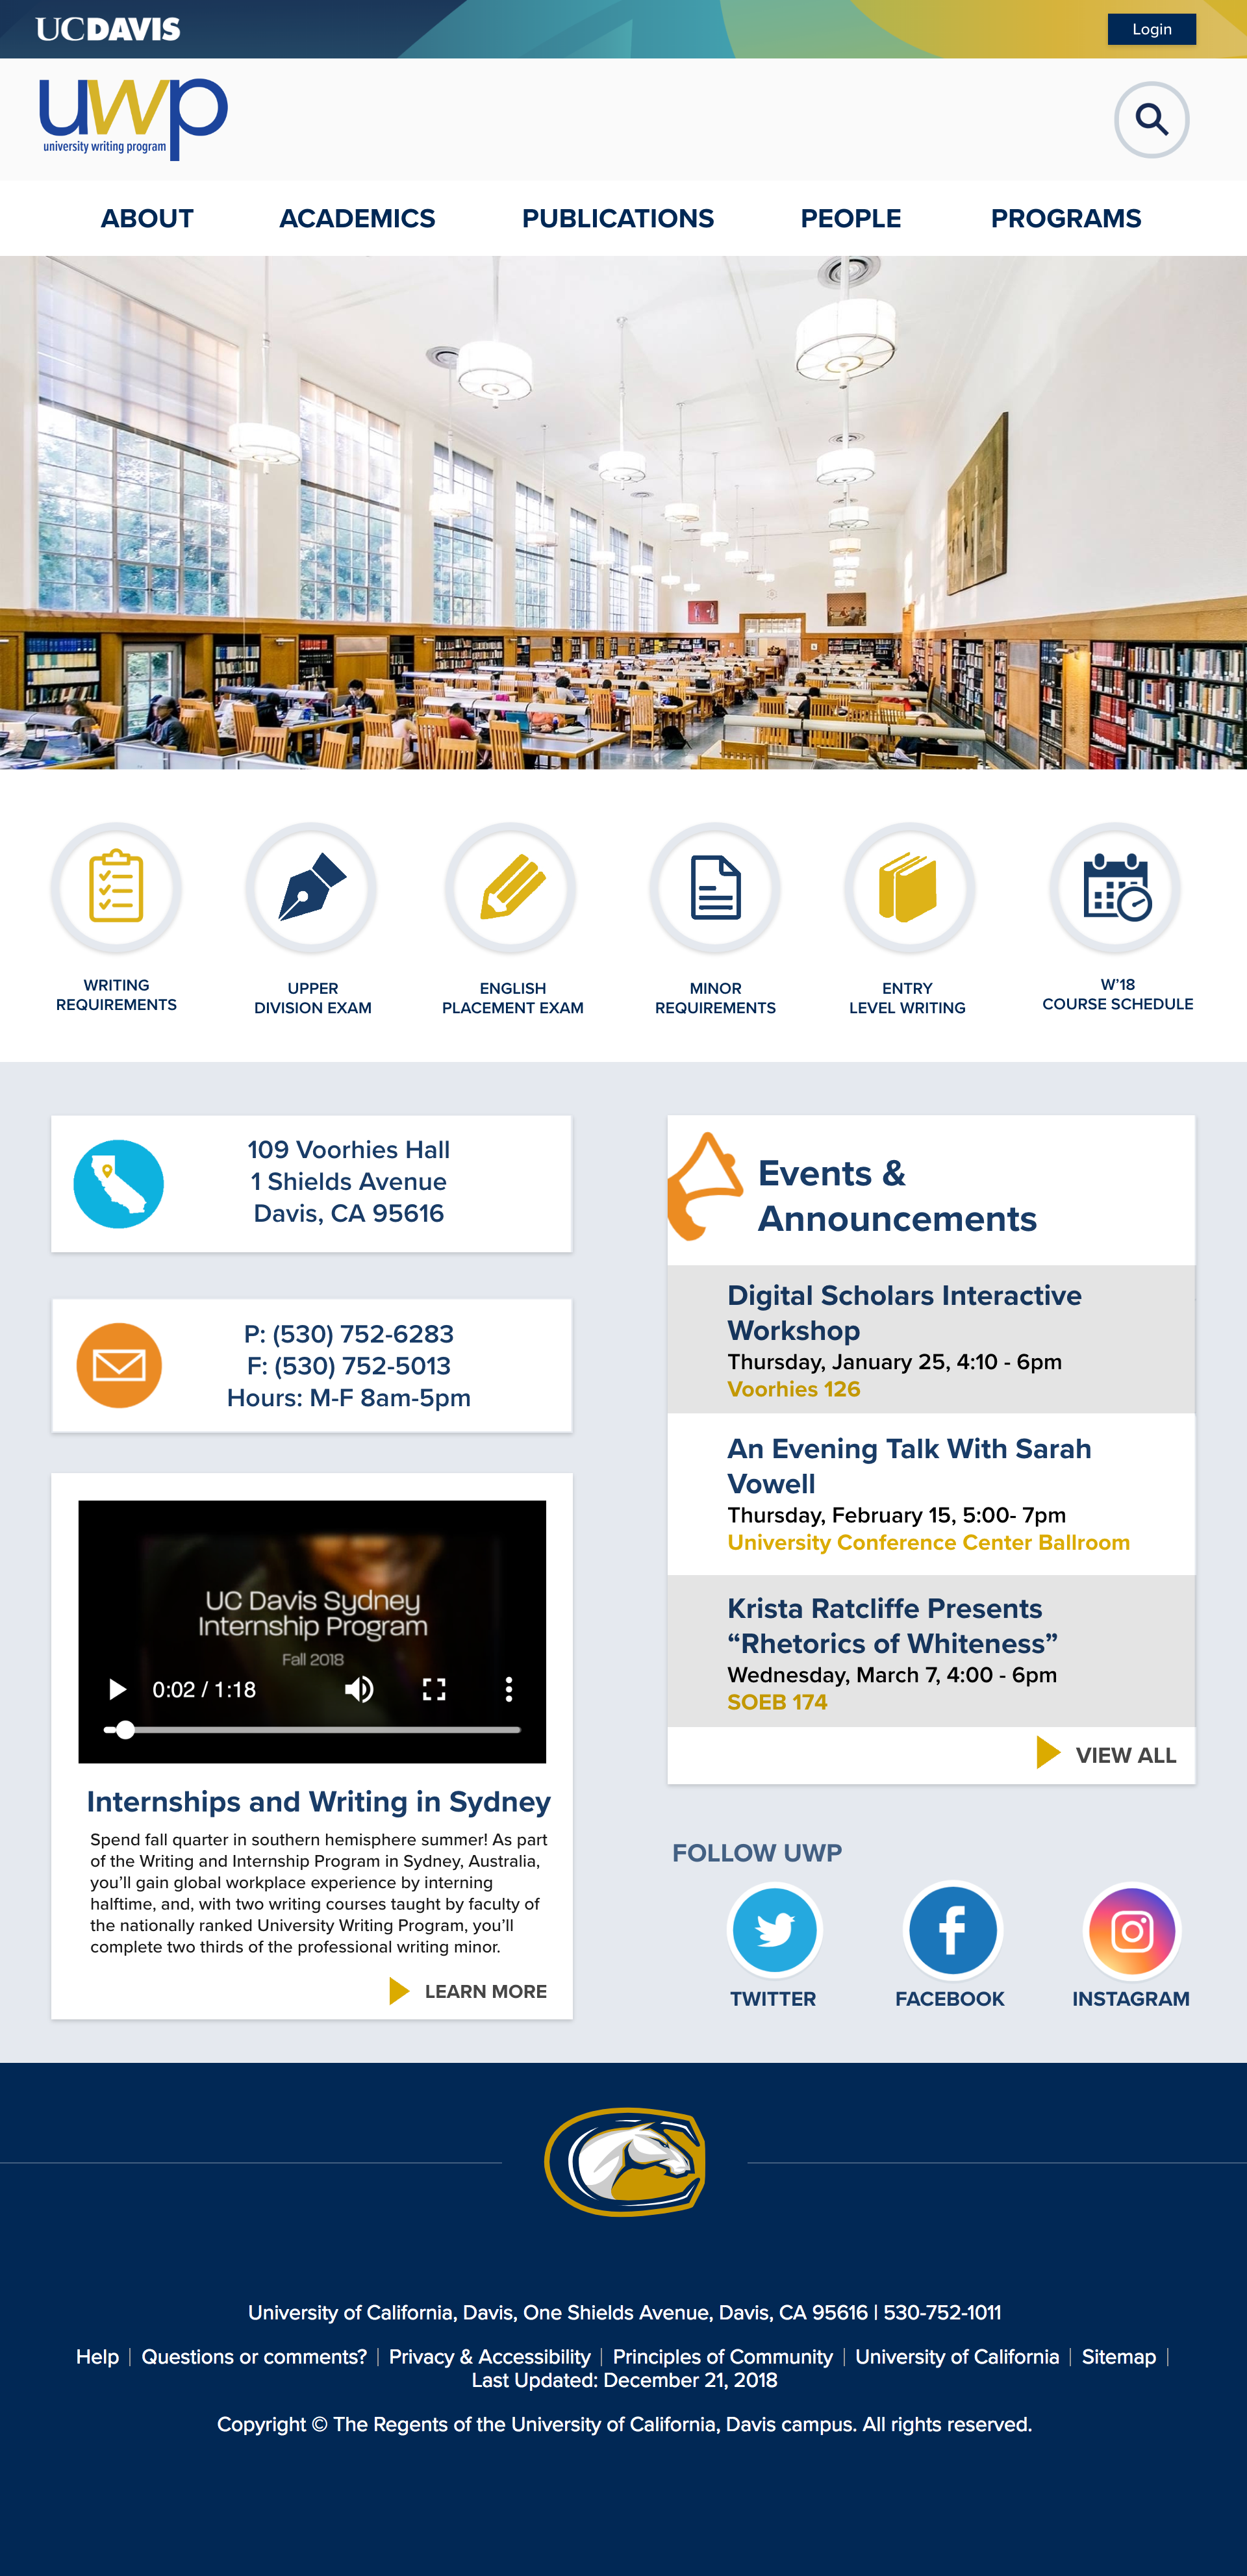 UCDAVIS
Login
uwp
university writing program
ABOUT
ACADEMICS
PUBLICATIONS
PEOPLE
PROGRAMS
WRITING
REQUIREMENTS
UPPER
DIVISION EXAM
ENGLISH
PLACEMENT EXAM
MINOR
REQUIREMENTS
ENTRY
LEVEL WRITING
W’18
COURSE SCHEDULE
109 Voorhies Hall
1 Shields Avenue
Davis, CA 95616
P: (530) 752-6283
F: (530) 752-5013
Hours: M-F 8am-5pm
UC Davis Sydney
Internship Program
Fall 2018
0:02 / 1:18
Internships and Writing in Sydney
Spend fall quarter in southern hemisphere summer! As part
of the Writing and Internship Program in Sydney, Australia,
you’ll gain global workplace experience by interning
halftime, and, with two writing courses taught by faculty of
the nationally ranked University Writing Program, you’ll
complete two thirds of the professional writing minor.
LEARN MORE
Events &
Announcements
Digital Scholars Interactive
Workshop
Thursday, January 25, 4:10 - 6pm
Voorhies 126
An Evening Talk With Sarah
Vowell
Thursday, February 15, 5:00- 7pm
University Conference Center Ballroom
Krista Ratcliffe Presents
“Rhetorics of Whiteness”
Wednesday, March 7, 4:00 - 6pm
SOEB 174
VIEW ALL
FOLLOW UWP
TWITTER
FACEBOOK
INSTAGRAM
University of California, Davis, One Shields Avenue, Davis, CA 95616 | 530-752-1011
Help | Questions or comments? | Privacy & Accessibility | Principles of Community | University of California | Sitemap |
Last Updated: December 21, 2018
Copyright © The Regents of the University of California, Davis campus. All rights reserved.